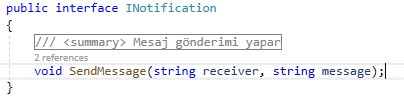 public interface INotification
{
/// <summary> Mesaj gönderimi yapar
2 references
void SendMessage(string receiver, string message);
}